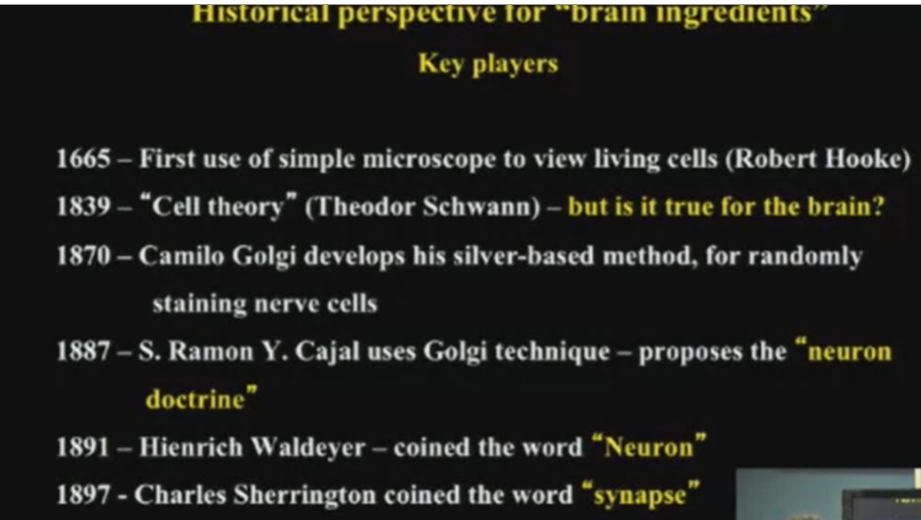 Historical perspective for “brain ingredients”
Key players
1665 – First use of simple microscope to view living cells (Robert Hooke)
1839 – “Cell theory” (Theodor Schwann) – but is it true for the brain?
1870 – Camilo Golgi develops his silver-based method, for randomly
staining nerve cells
1887 – S. Ramon Y. Cajal uses Golgi technique – proposes the “neuron
doctrine”
1891 – Hienrich Waldeyer – coined the word “Neuron”
1897 - Charles Sherrington coined the word “synapse”